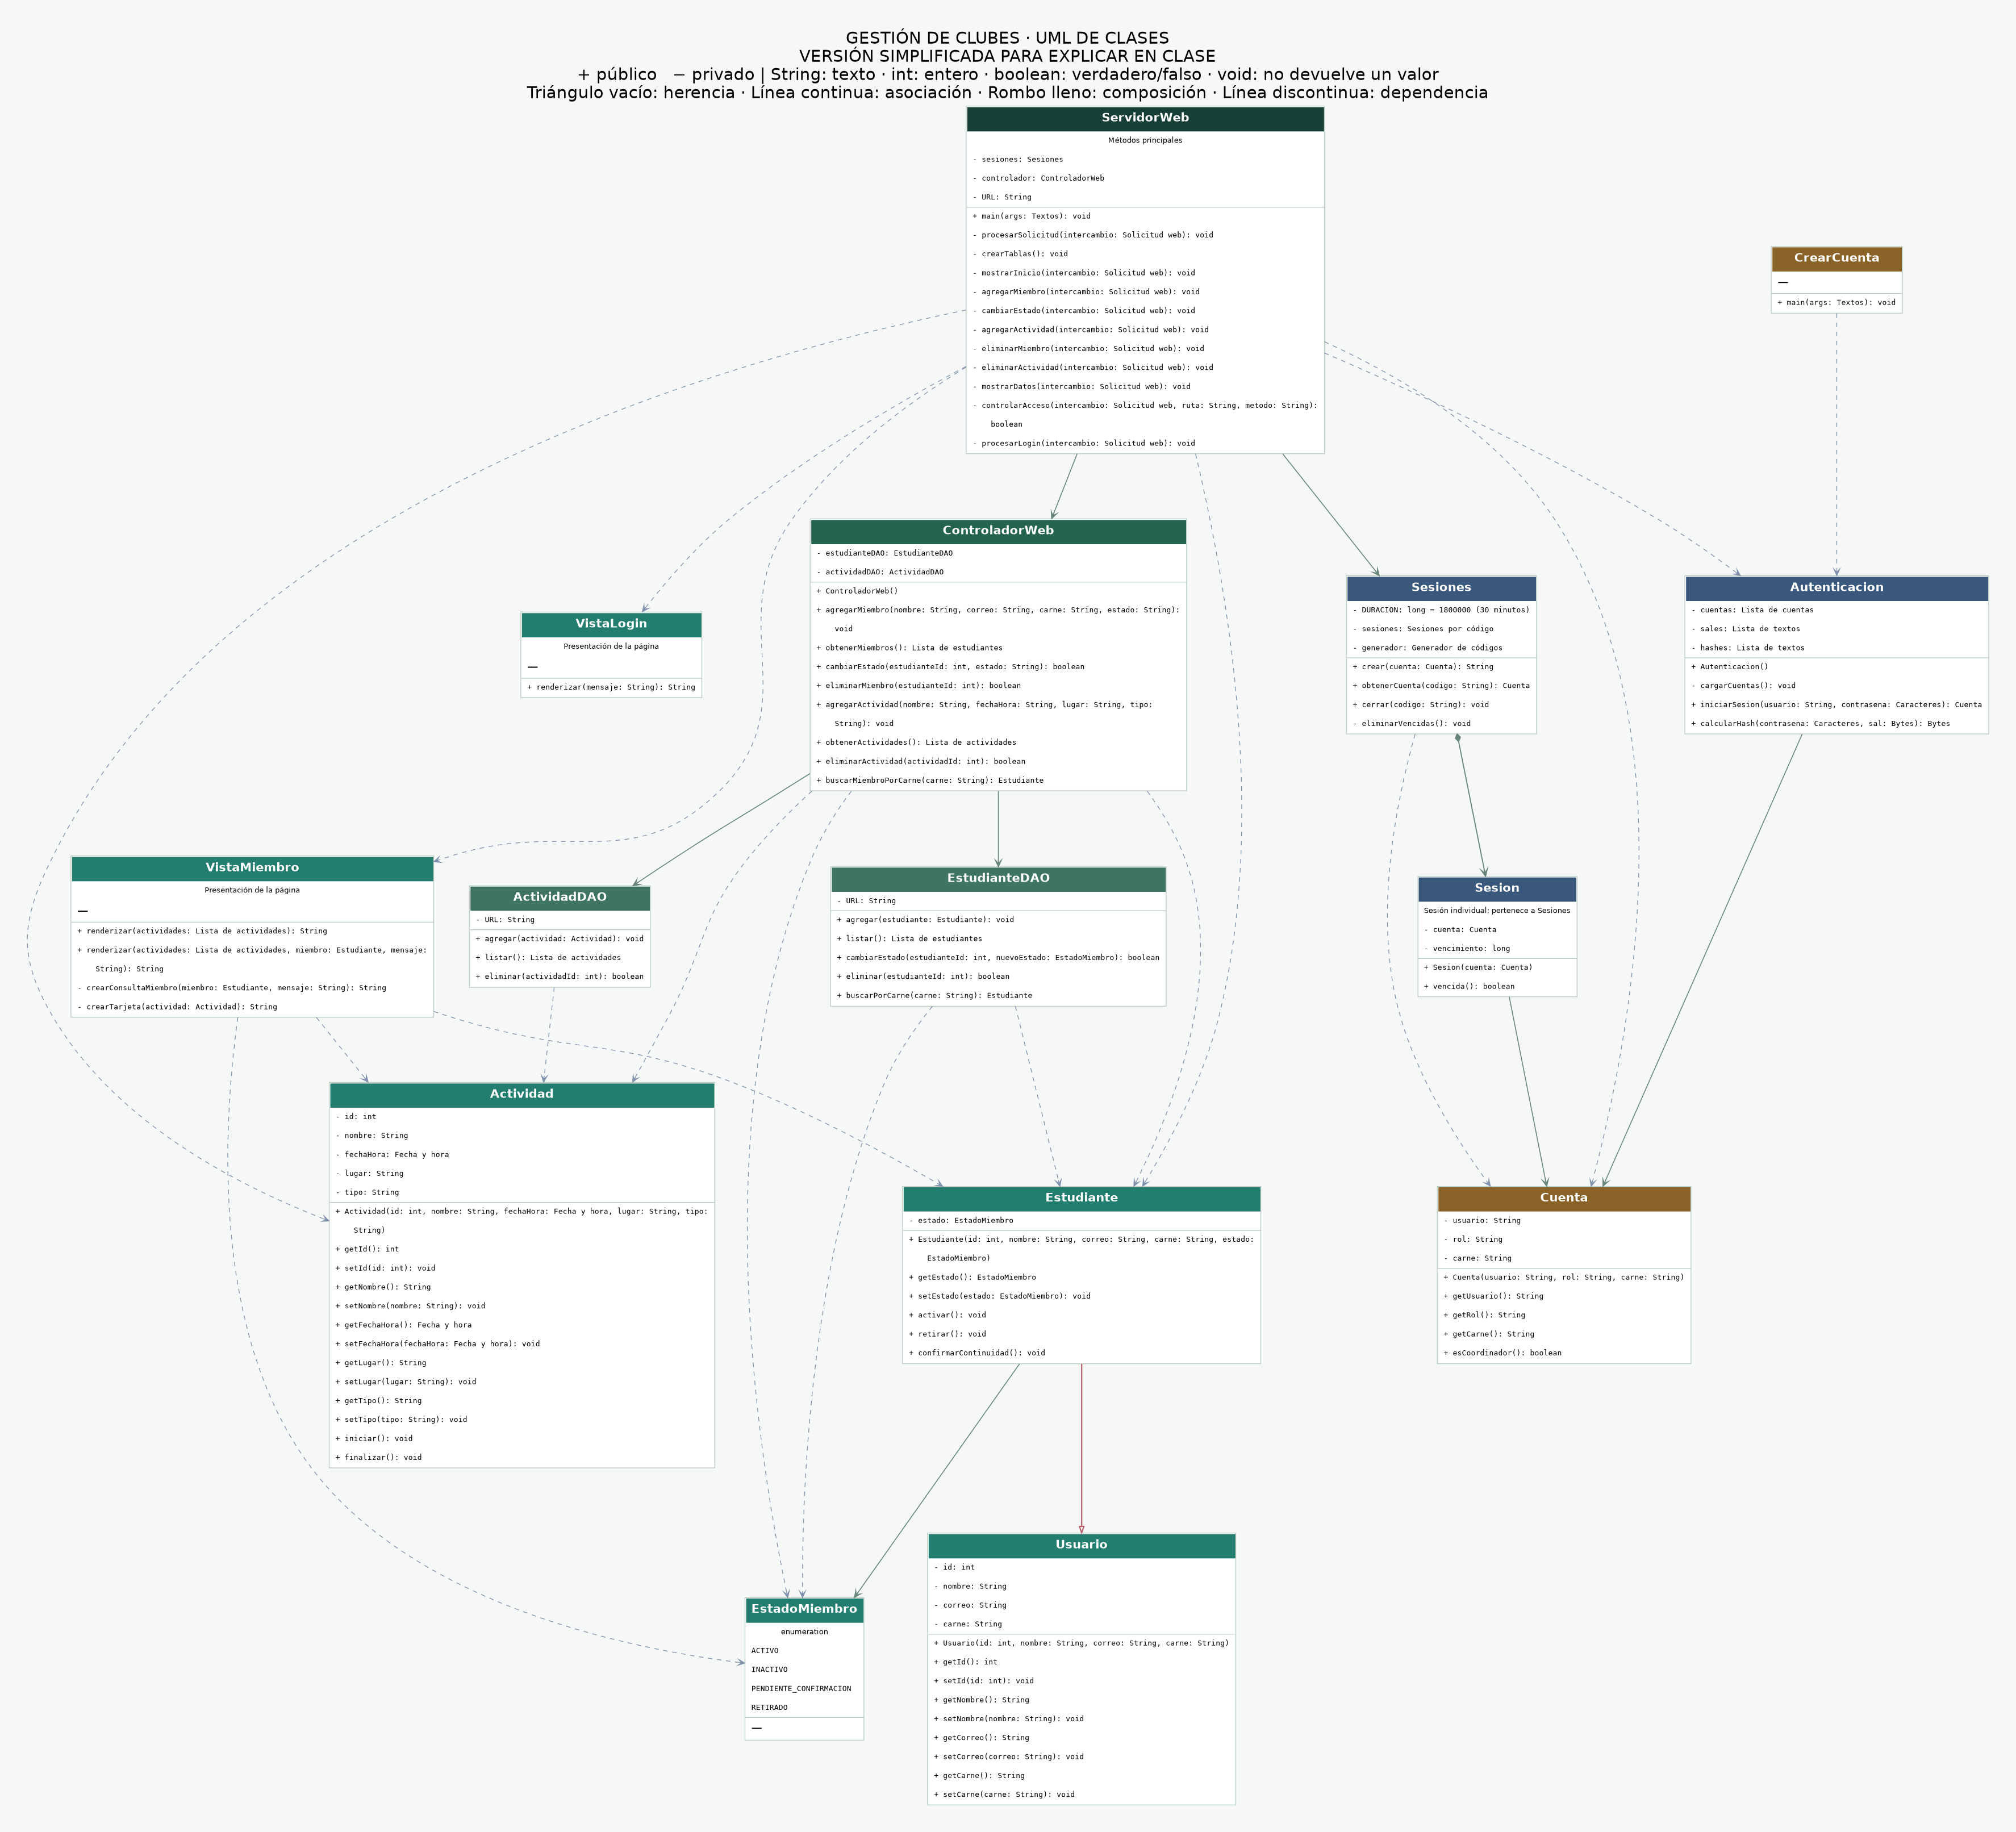 GESTIÓN DE CLUBES · UML DE CLASES
VERSIÓN SIMPLIFICADA PARA EXPLICAR EN CLASE
+ público   − privado | String: texto · int: entero · boolean: verdadero/falso · void: no devuelve un valor
Triángulo vacío: herencia · Línea continua: asociación · Rombo lleno: composición · Línea discontinua: dependencia
ServidorWeb
Métodos principales
- sesiones: Sesiones
- controlador: ControladorWeb
- URL: String
+ main(args: Textos): void
- procesarSolicitud(intercambio: Solicitud web): void
- crearTablas(): void
- mostrarInicio(intercambio: Solicitud web): void
- agregarMiembro(intercambio: Solicitud web): void
- cambiarEstado(intercambio: Solicitud web): void
- agregarActividad(intercambio: Solicitud web): void
- eliminarMiembro(intercambio: Solicitud web): void
- eliminarActividad(intercambio: Solicitud web): void
- mostrarDatos(intercambio: Solicitud web): void
- controlarAcceso(intercambio: Solicitud web, ruta: String, metodo: String):
boolean
- procesarLogin(intercambio: Solicitud web): void
CrearCuenta
—
+ main(args: Textos): void
ControladorWeb
- estudianteDAO: EstudianteDAO
- actividadDAO: ActividadDAO
+ ControladorWeb()
+ agregarMiembro(nombre: String, correo: String, carne: String, estado: String):
void
+ obtenerMiembros(): Lista de estudiantes
+ cambiarEstado(estudianteId: int, estado: String): boolean
+ eliminarMiembro(estudianteId: int): boolean
+ agregarActividad(nombre: String, fechaHora: String, lugar: String, tipo:
String): void
+ obtenerActividades(): Lista de actividades
+ eliminarActividad(actividadId: int): boolean
+ buscarMiembroPorCarne(carne: String): Estudiante
Sesiones
- DURACION: long = 1800000 (30 minutos)
- sesiones: Sesiones por código
- generador: Generador de códigos
+ crear(cuenta: Cuenta): String
+ obtenerCuenta(codigo: String): Cuenta
+ cerrar(codigo: String): void
- eliminarVencidas(): void
Autenticacion
- cuentas: Lista de cuentas
- sales: Lista de textos
- hashes: Lista de textos
+ Autenticacion()
- cargarCuentas(): void
+ iniciarSesion(usuario: String, contrasena: Caracteres): Cuenta
+ calcularHash(contrasena: Caracteres, sal: Bytes): Bytes
VistaLogin
Presentación de la página
—
+ renderizar(mensaje: String): String
VistaMiembro
Presentación de la página
—
+ renderizar(actividades: Lista de actividades): String
+ renderizar(actividades: Lista de actividades, miembro: Estudiante, mensaje:
String): String
- crearConsultaMiembro(miembro: Estudiante, mensaje: String): String
- crearTarjeta(actividad: Actividad): String
ActividadDAO
- URL: String
+ agregar(actividad: Actividad): void
+ listar(): Lista de actividades
+ eliminar(actividadId: int): boolean
EstudianteDAO
- URL: String
+ agregar(estudiante: Estudiante): void
+ listar(): Lista de estudiantes
+ cambiarEstado(estudianteId: int, nuevoEstado: EstadoMiembro): boolean
+ eliminar(estudianteId: int): boolean
+ buscarPorCarne(carne: String): Estudiante
Sesion
Sesión individual; pertenece a Sesiones
- cuenta: Cuenta
- vencimiento: long
+ Sesion(cuenta: Cuenta)
+ vencida(): boolean
Actividad
- id: int
- nombre: String
- fechaHora: Fecha y hora
- lugar: String
- tipo: String
+ Actividad(id: int, nombre: String, fechaHora: Fecha y hora, lugar: String, tipo:
String)
+ getId(): int
+ setId(id: int): void
+ getNombre(): String
+ setNombre(nombre: String): void
+ getFechaHora(): Fecha y hora
+ setFechaHora(fechaHora: Fecha y hora): void
+ getLugar(): String
+ setLugar(lugar: String): void
+ getTipo(): String
+ setTipo(tipo: String): void
+ iniciar(): void
+ finalizar(): void
Estudiante
- estado: EstadoMiembro
+ Estudiante(id: int, nombre: String, correo: String, carne: String, estado:
EstadoMiembro)
+ getEstado(): EstadoMiembro
+ setEstado(estado: EstadoMiembro): void
+ activar(): void
+ retirar(): void
+ confirmarContinuidad(): void
Cuenta
- usuario: String
- rol: String
- carne: String
+ Cuenta(usuario: String, rol: String, carne: String)
+ getUsuario(): String
+ getRol(): String
+ getCarne(): String
+ esCoordinador(): boolean
EstadoMiembro
enumeration
ACTIVO
INACTIVO
PENDIENTE_CONFIRMACION
RETIRADO
—
Usuario
- id: int
- nombre: String
- correo: String
- carne: String
+ Usuario(id: int, nombre: String, correo: String, carne: String)
+ getId(): int
+ setId(id: int): void
+ getNombre(): String
+ setNombre(nombre: String): void
+ getCorreo(): String
+ setCorreo(correo: String): void
+ getCarne(): String
+ setCarne(carne: String): void